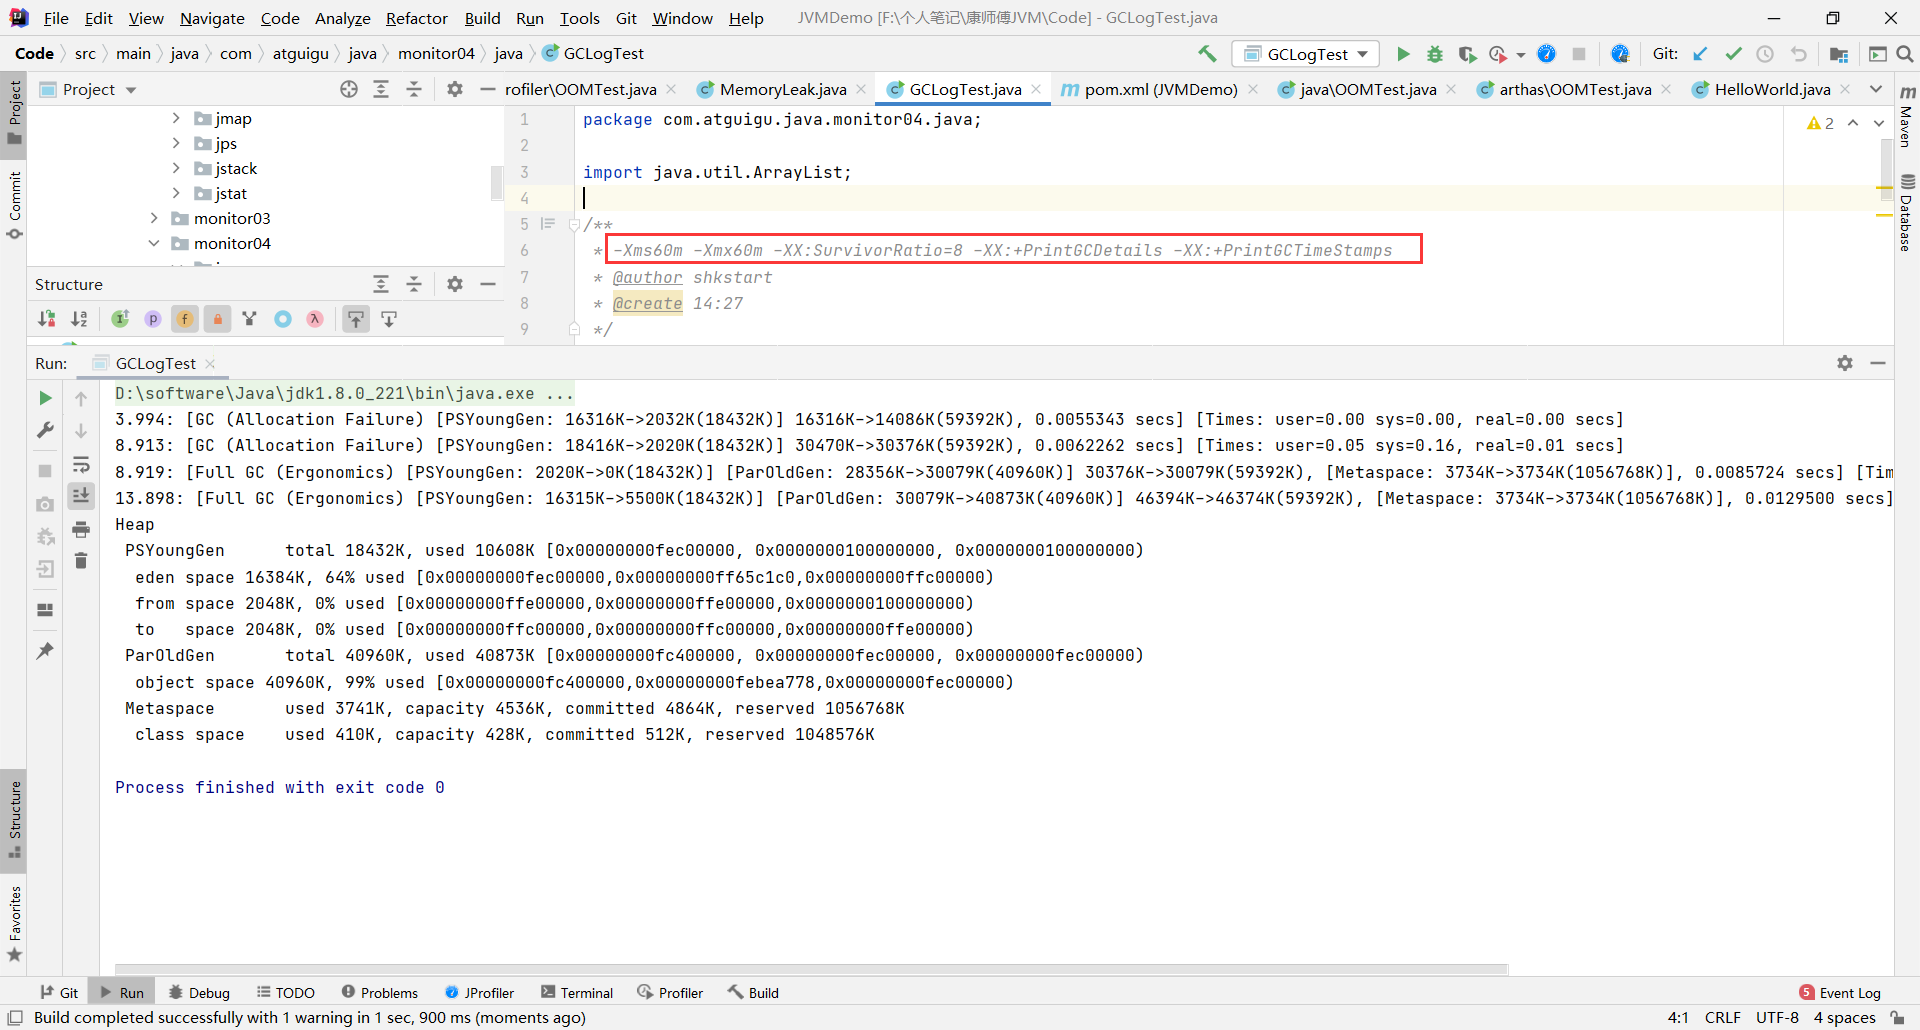 File Edit View Navigate Code Analyze Refactor Build Run Tools Git Window Help JVMDemo [F:\个人笔记\康师傅JVM\Code] - GCLogTest.java
Code src main java com atguigu java monitor04 java GCLogTest GCLogTest Git:
Project rofiler\OOMTest.java MemoryLeak.java GCLogTest.java pom.xml (JVMDemo) java\OOMTest.java arthas\OOMTest.java HelloWorld.java
Project
Commit
Structure
Favorites
Maven
Database
jmap
jps
jstack
jstat
monitor03
monitor04
Structure
1 package com.atguigu.java.monitor04.java;
2
3 import java.util.ArrayList;
4
5 /**
6 * -Xms60m -Xmx60m -XX:SurvivorRatio=8 -XX:+PrintGCDetails -XX:+PrintGCTimeStamps
7 * @author shkstart
8 * @create 14:27
9 */
2
Run: GCLogTest
D:\software\Java\jdk1.8.0_221\bin\java.exe ...
3.994: [GC (Allocation Failure) [PSYoungGen: 16316K->2032K(18432K)] 16316K->14086K(59392K), 0.0055343 secs] [Times: user=0.00 sys=0.00, real=0.00 secs]
8.913: [GC (Allocation Failure) [PSYoungGen: 18416K->2020K(18432K)] 30470K->30376K(59392K), 0.0062262 secs] [Times: user=0.05 sys=0.16, real=0.01 secs]
8.919: [Full GC (Ergonomics) [PSYoungGen: 2020K->0K(18432K)] [ParOldGen: 28356K->30079K(40960K)] 30376K->30079K(59392K), [Metaspace: 3734K->3734K(1056768K)], 0.0085724 secs] [Tim
13.898: [Full GC (Ergonomics) [PSYoungGen: 16315K->5500K(18432K)] [ParOldGen: 30079K->40873K(40960K)] 46394K->46374K(59392K), [Metaspace: 3734K->3734K(1056768K)], 0.0129500 secs]
Heap
PSYoungGen total 18432K, used 10608K [0x00000000fec00000, 0x0000000100000000, 0x0000000100000000)
eden space 16384K, 64% used [0x00000000fec00000,0x00000000ff65c1c0,0x00000000ffc00000)
from space 2048K, 0% used [0x00000000ffe00000,0x00000000ffe00000,0x0000000100000000)
to space 2048K, 0% used [0x00000000ffc00000,0x00000000ffc00000,0x00000000ffe00000)
ParOldGen total 40960K, used 40873K [0x00000000fc400000, 0x00000000fec00000, 0x00000000fec00000)
object space 40960K, 99% used [0x00000000fc400000,0x00000000febea778,0x00000000fec00000)
Metaspace used 3741K, capacity 4536K, committed 4864K, reserved 1056768K
class space used 410K, capacity 428K, committed 512K, reserved 1048576K
Process finished with exit code 0
Git Run Debug TODO Problems JProfiler Terminal Profiler Build 5 Event Log
Build completed successfully with 1 warning in 1 sec, 900 ms (moments ago) 4:1 CRLF UTF-8 4 spaces